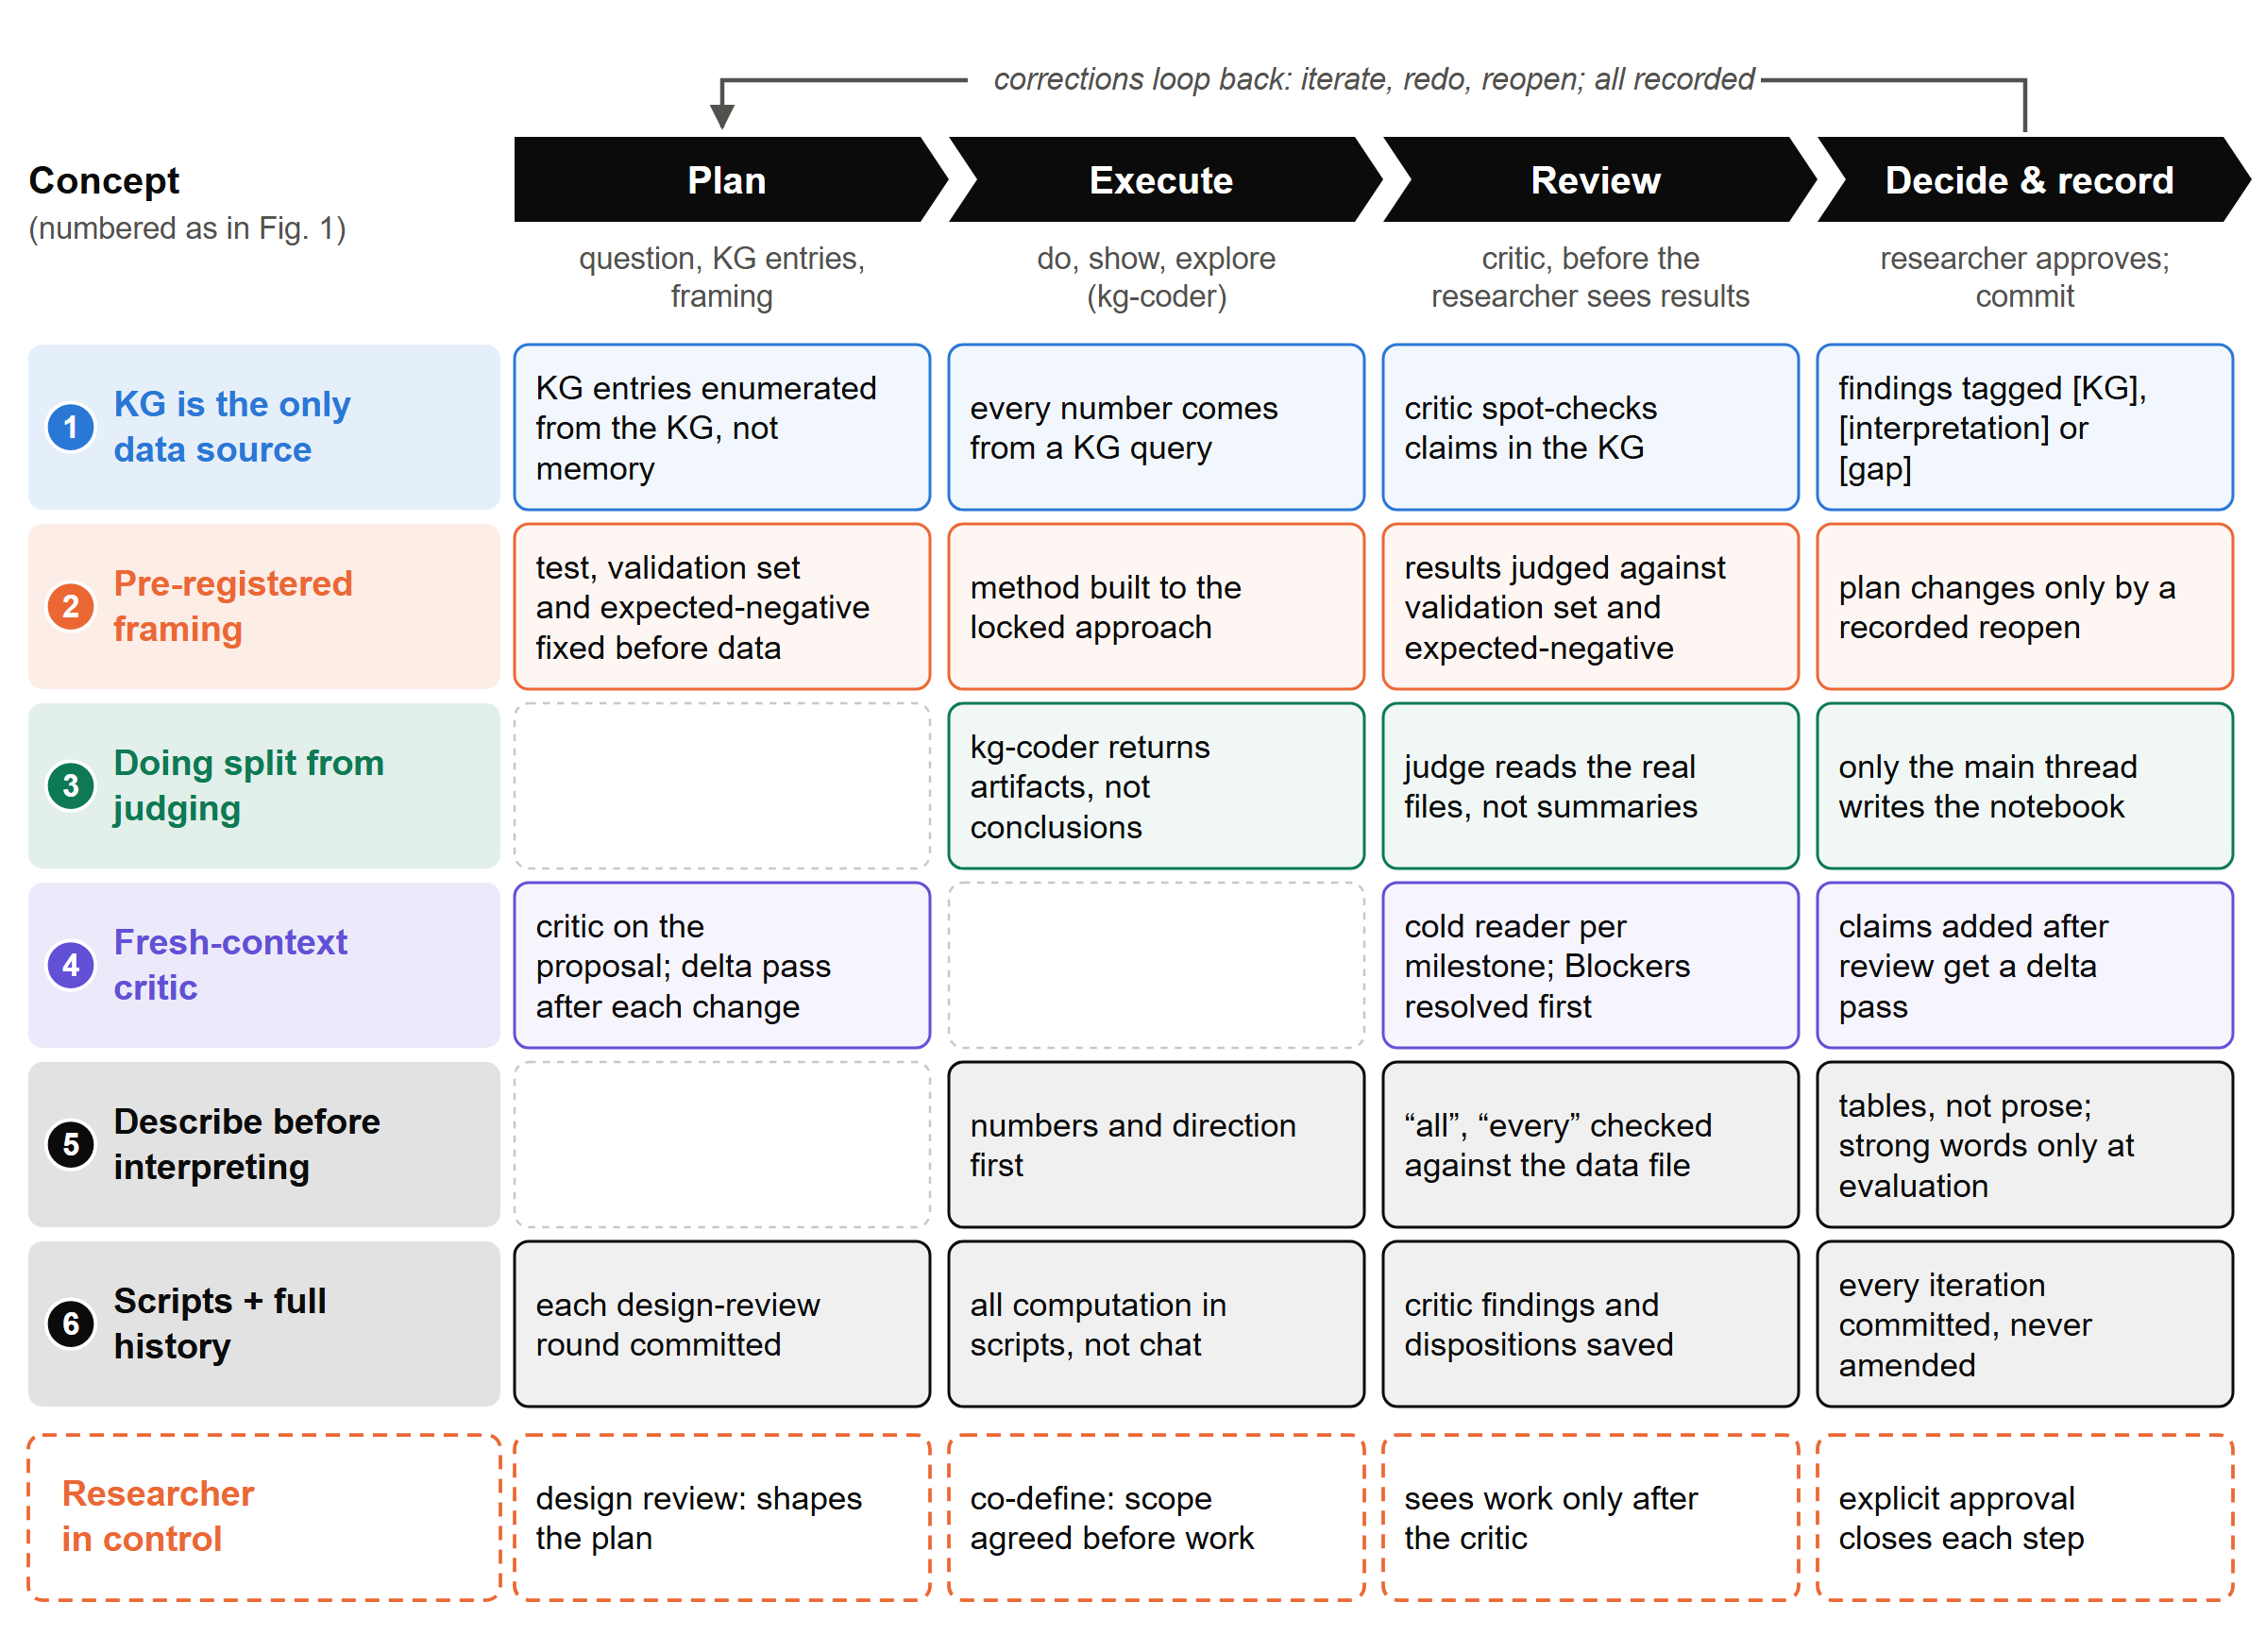 corrections loop back: iterate, redo, reopen; all recorded
Concept
(numbered as in Fig. 1)
Plan
Execute
Review
Decide & record
question, KG entries,
framing
do, show, explore
(kg-coder)
critic, before the
researcher sees results
researcher approves;
commit
1
KG is the only
data source
KG entries enumerated
from the KG, not
memory
every number comes
from a KG query
critic spot-checks
claims in the KG
findings tagged [KG],
[interpretation] or
[gap]
2
Pre-registered
framing
test, validation set
and expected-negative
fixed before data
method built to the
locked approach
results judged against
validation set and
expected-negative
plan changes only by a
recorded reopen
3
Doing split from
judging
kg-coder returns
artifacts, not
conclusions
judge reads the real
files, not summaries
only the main thread
writes the notebook
4
Fresh-context
critic
critic on the
proposal; delta pass
after each change
cold reader per
milestone; Blockers
resolved first
claims added after
review get a delta
pass
5
Describe before
interpreting
numbers and direction
first
“all”, “every” checked
against the data file
tables, not prose;
strong words only at
evaluation
6
Scripts + full
history
each design-review
round committed
all computation in
scripts, not chat
critic findings and
dispositions saved
every iteration
committed, never
amended
Researcher
in control
design review: shapes
the plan
co-define: scope
agreed before work
sees work only after
the critic
explicit approval
closes each step